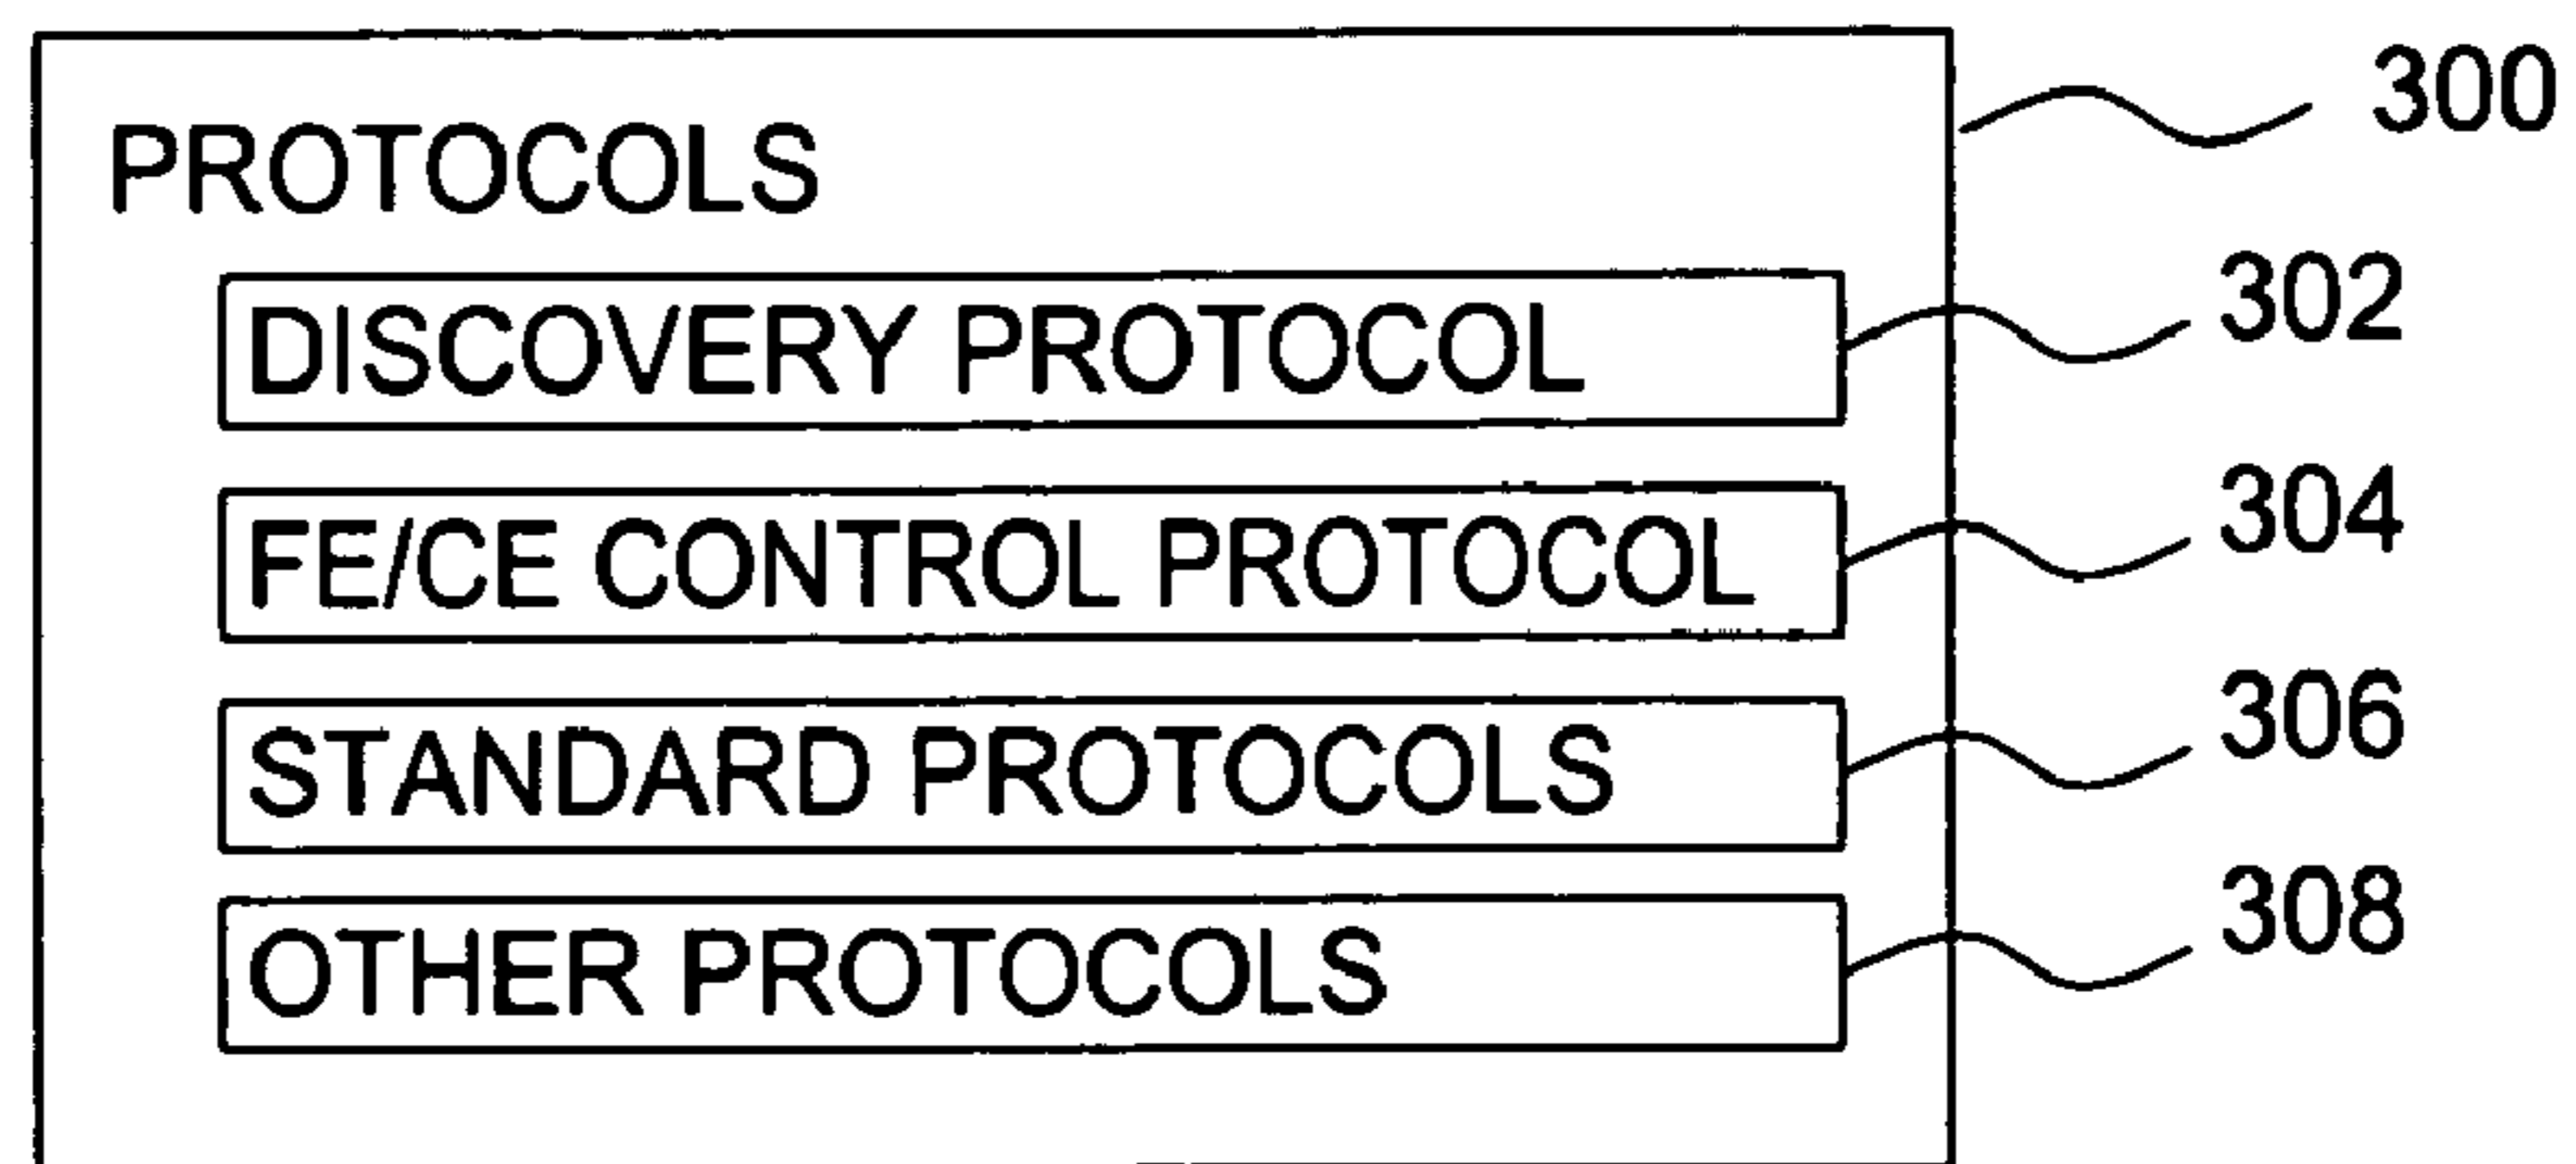 300
PROTOCOLS
DISCOVERY PROTOCOL 302
FE/CE CONTROL PROTOCOL 304
STANDARD PROTOCOLS 306
OTHER PROTOCOLS 308